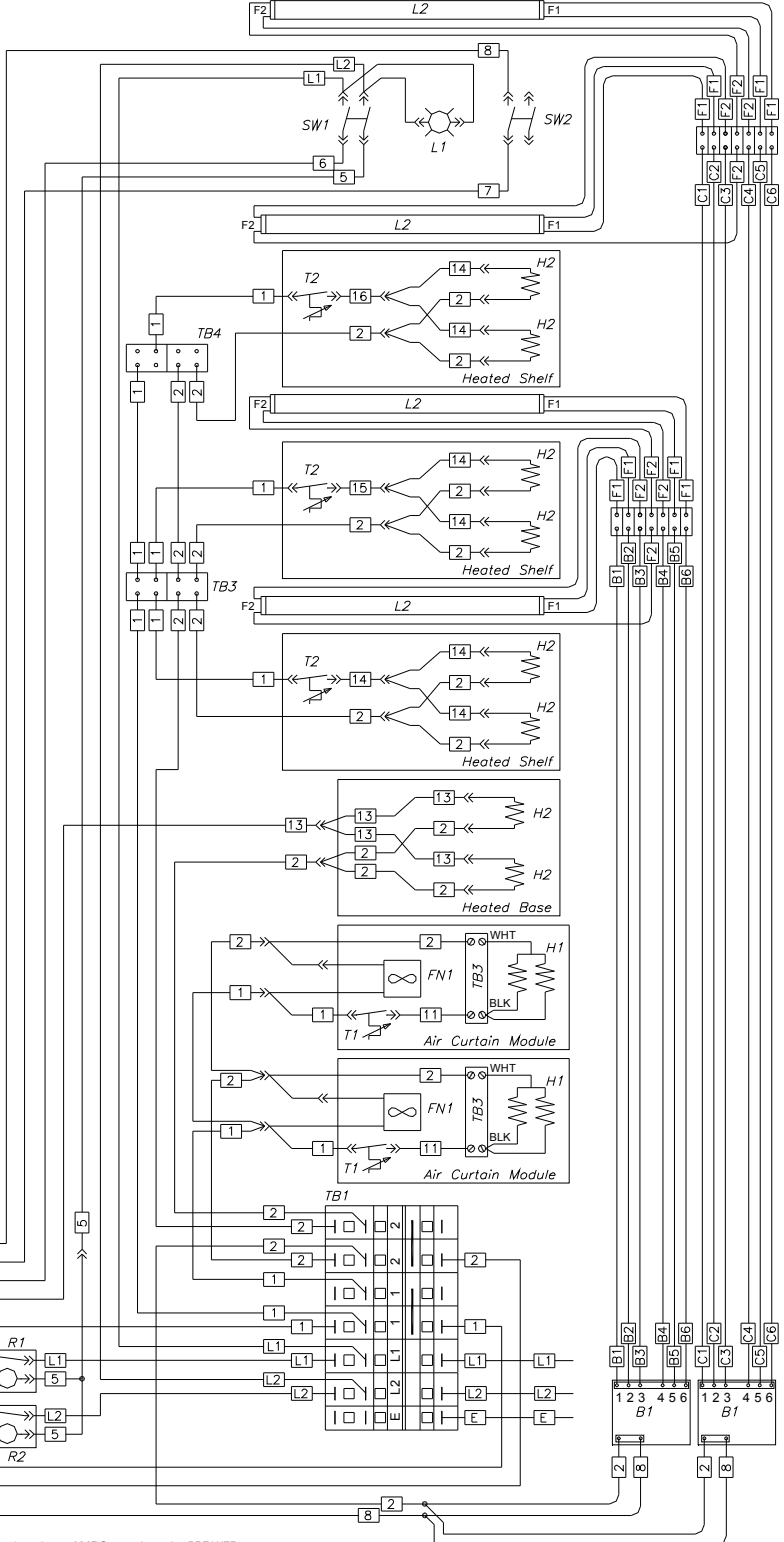 F2 L2 F1
8
L2
L1
SW1
L1
SW2
F1 F1 F2 F1 F2 F1 F1
6
5
7
C1 C2 C3 F2 C4 C5 C6
F2 L2 F1
T2 14 H2
1 16 2
2 14 H2
2
Heated Shelf
1
TB4
1 2 2
F2 L2 F1
T2 14 H2
1 15 2
2 14 H2
2
Heated Shelf
F1 F1 F2 F2 F2 F1 F1
B1 B2 B3 F2 B4 B5 B6
1 1 2 2
TB3
1 1 2 2
F2 L2 F1
T2 14 H2
1 14 2
2 14 H2
2
Heated Shelf
13 13 13 H2
13 2
2 2 13
2 2 H2
Heated Base
2 2 WHT H1
FN1 TB3
1 1 11 BLK
T1 Air Curtain Module
2 2 WHT H1
FN1 TB3
1 1 11 BLK
T1 Air Curtain Module
TB1
5
2
2 2
2
2 2 2
1 1
1
1 1 1
R1
L1
L1 L1 L1 L1 L1
5
L2
L2 L2 L2 L2 L2
5
E E E
R2
B1 B2 B3 B4 B5 B6 C1 C2 C3 C4 C5 C6
1 2 3 4 5 6 1 2 3 4 5 6
B1 B1
2 8 2 8
2
8